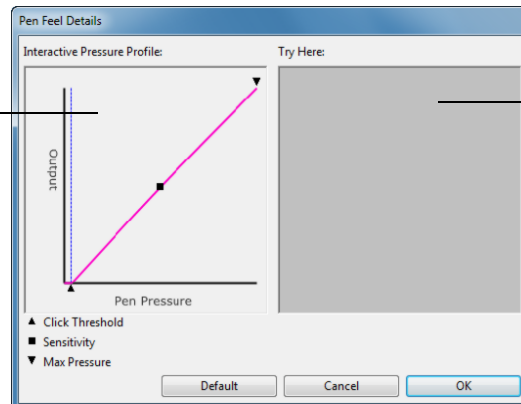 Pen Feel Details
Interactive Pressure Profile:
Try Here:
Output
Pen Pressure
Click Threshold
Sensitivity
Max Pressure
Default
Cancel
OK